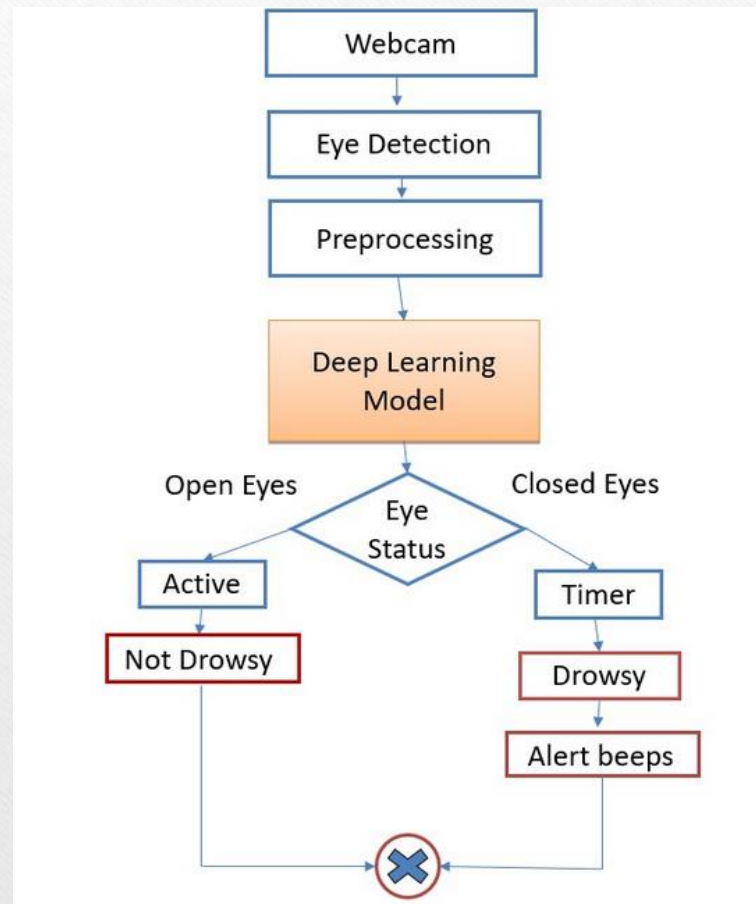 Webcam
Eye Detection
Preprocessing
Deep Learning
Model
Open Eyes
Closed Eyes
Eye
Status
Active
Timer
Not Drowsy
Drowsy
Alert beeps